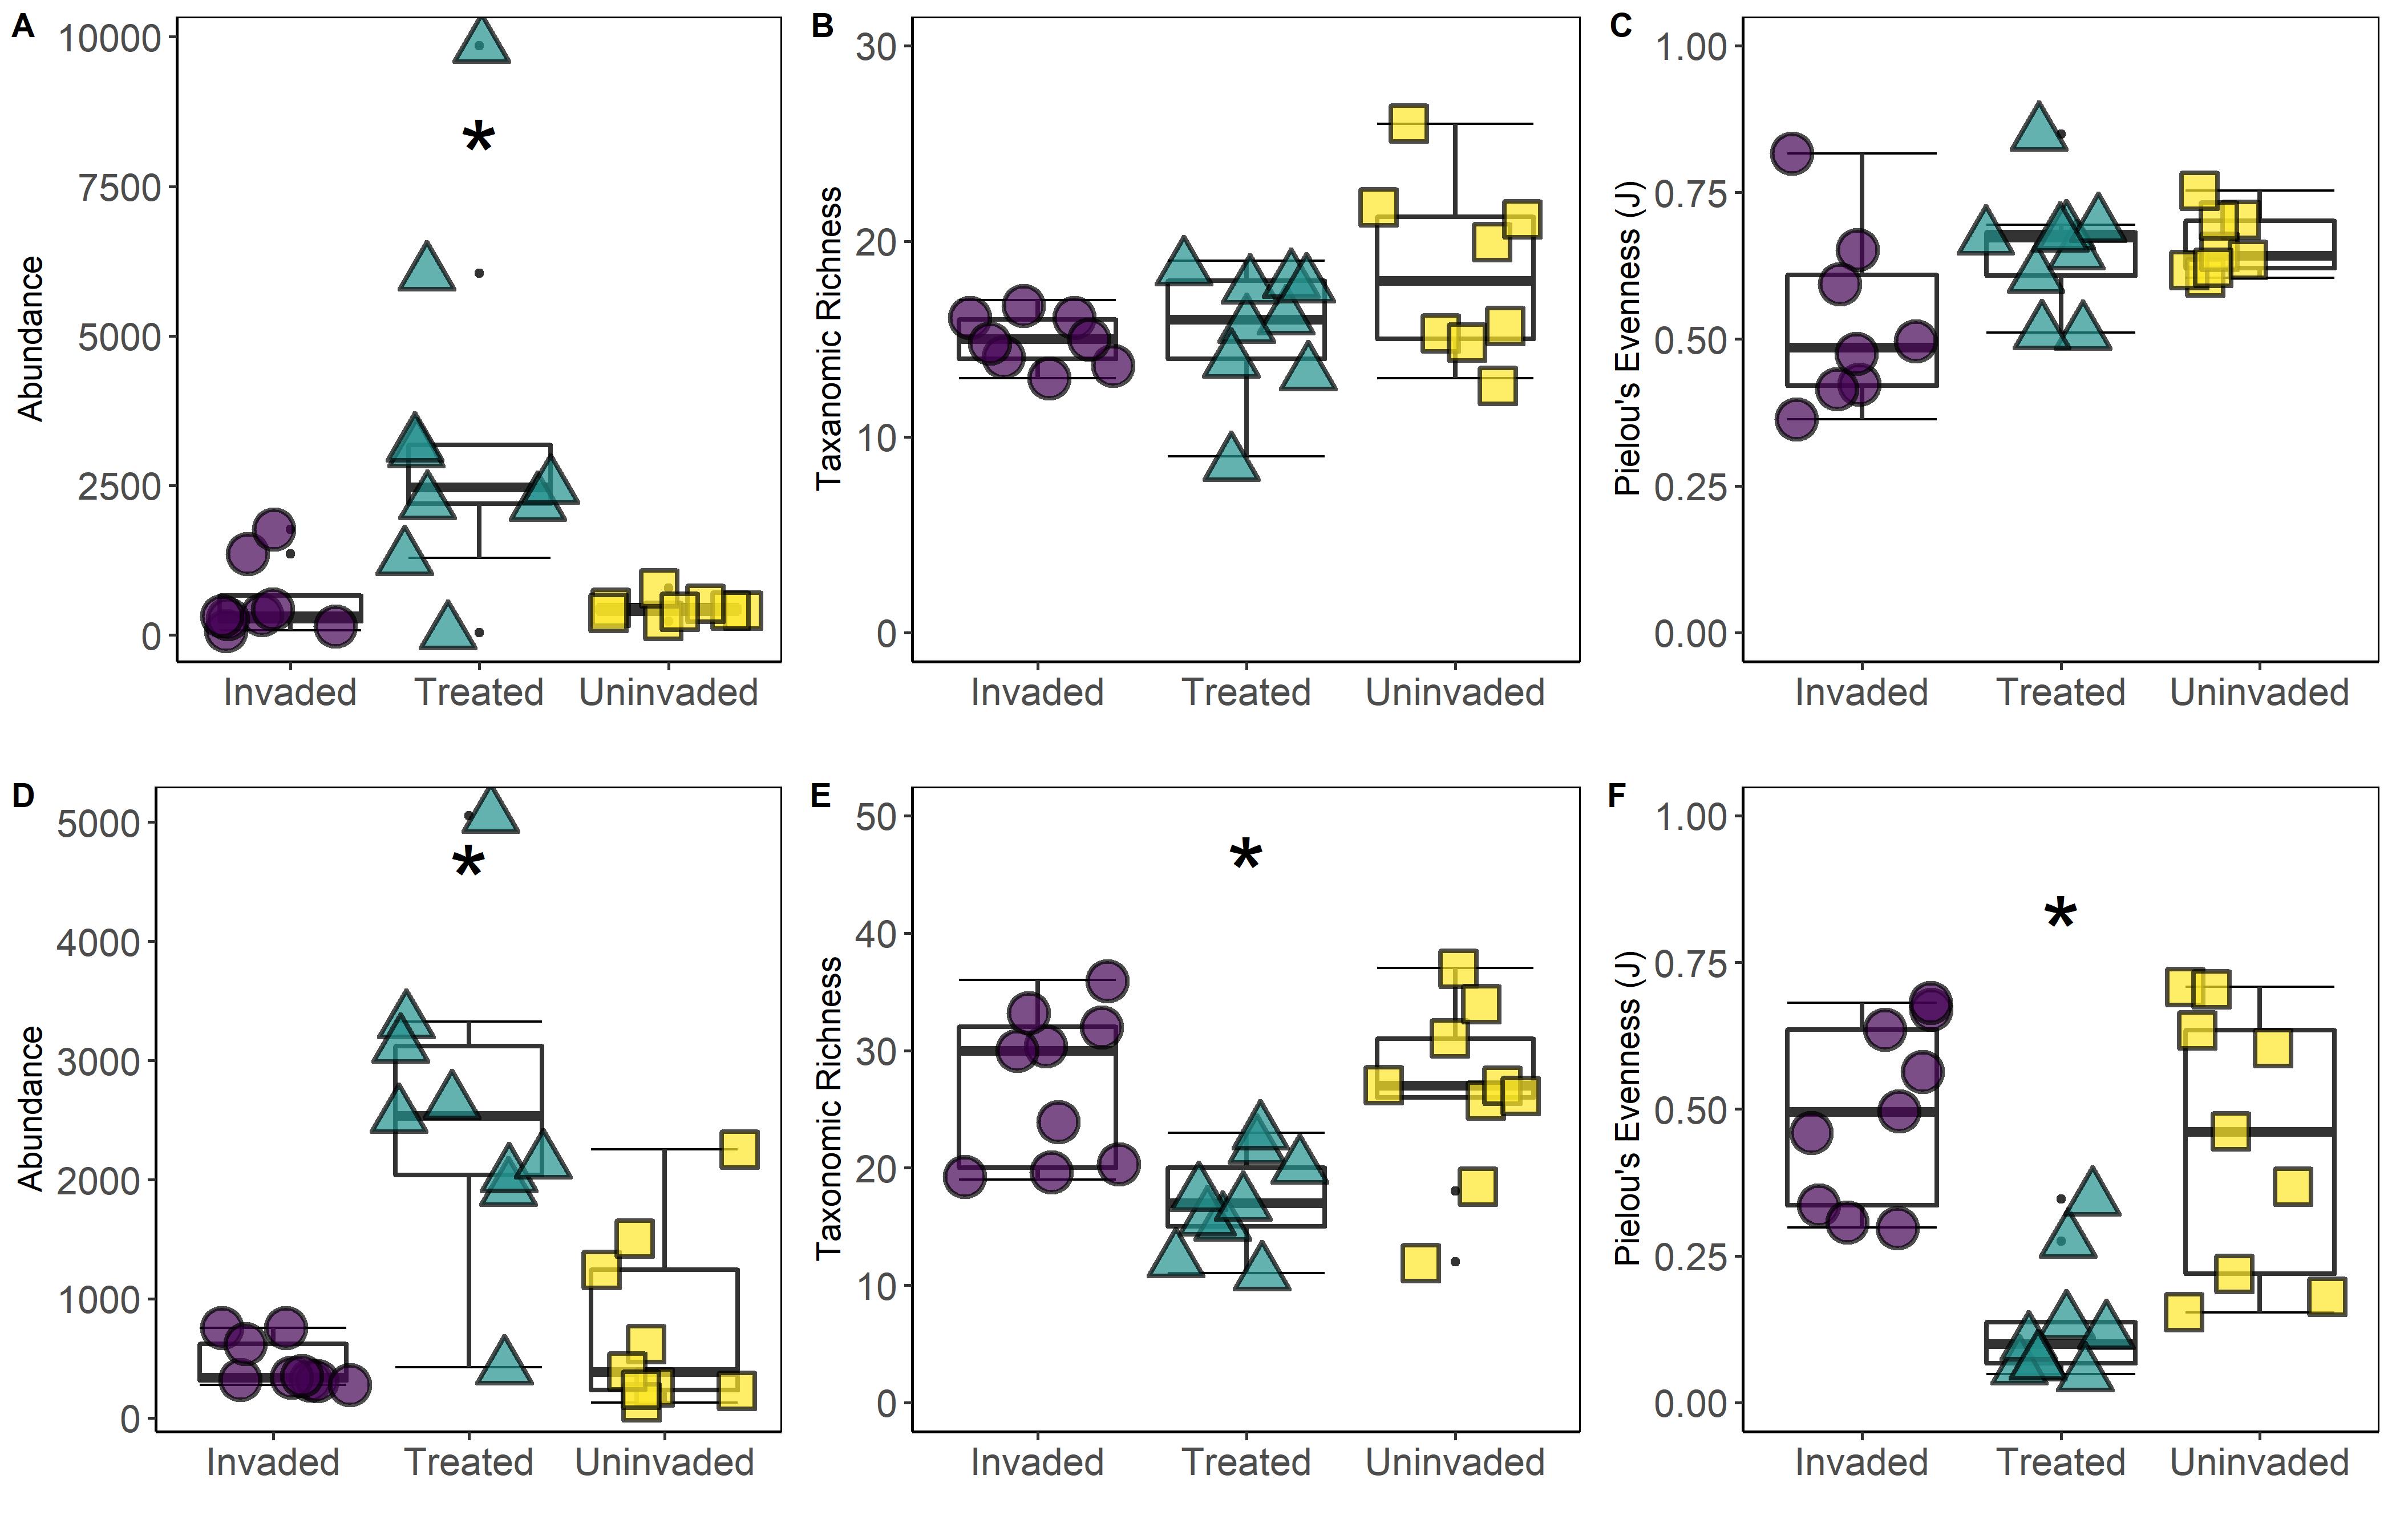 A
Abundance
10000
7500
5000
2500
0
*
Invaded Treated Uninvaded
B
Taxanomic Richness
30
20
10
0
Invaded Treated Uninvaded
C
Pielou's Evenness (J)
1.00
0.75
0.50
0.25
0.00
Invaded Treated Uninvaded
D
Abundance
5000
4000
3000
2000
1000
0
*
Invaded Treated Uninvaded
E
Taxonomic Richness
50
40
30
20
10
0
*
Invaded Treated Uninvaded
F
Pielou's Evenness (J)
1.00
0.75
0.50
0.25
0.00
*
Invaded Treated Uninvaded